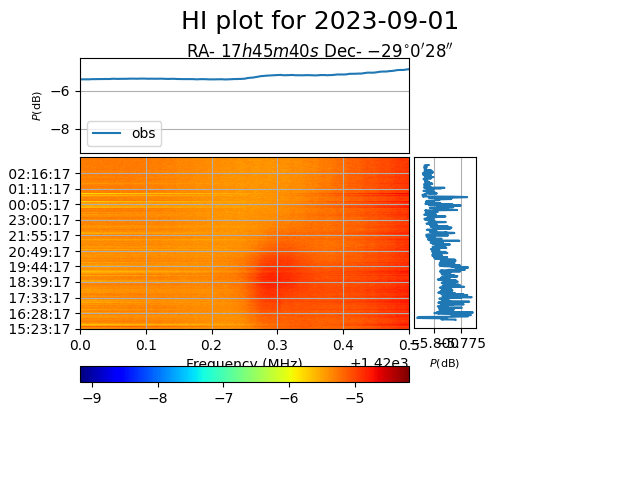 HI plot for 2023-09-01
RA- 17h45m40s Dec- −29°0′28″
P(dB)
−6
−8
obs
02:16:17
01:11:17
00:05:17
23:00:17
21:55:17
20:49:17
19:44:17
18:39:17
17:33:17
16:28:17
15:23:17
0.0 0.1 0.2 0.3 0.4 0.5
Frequency (MHz) +1.42e3
P(dB)
−9 −8 −7 −6 −5